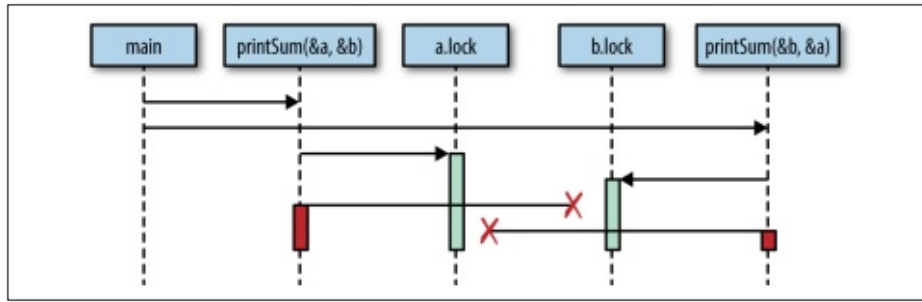 main
printSum(&a, &b)
a.lock
b.lock
printSum(&b, &a)